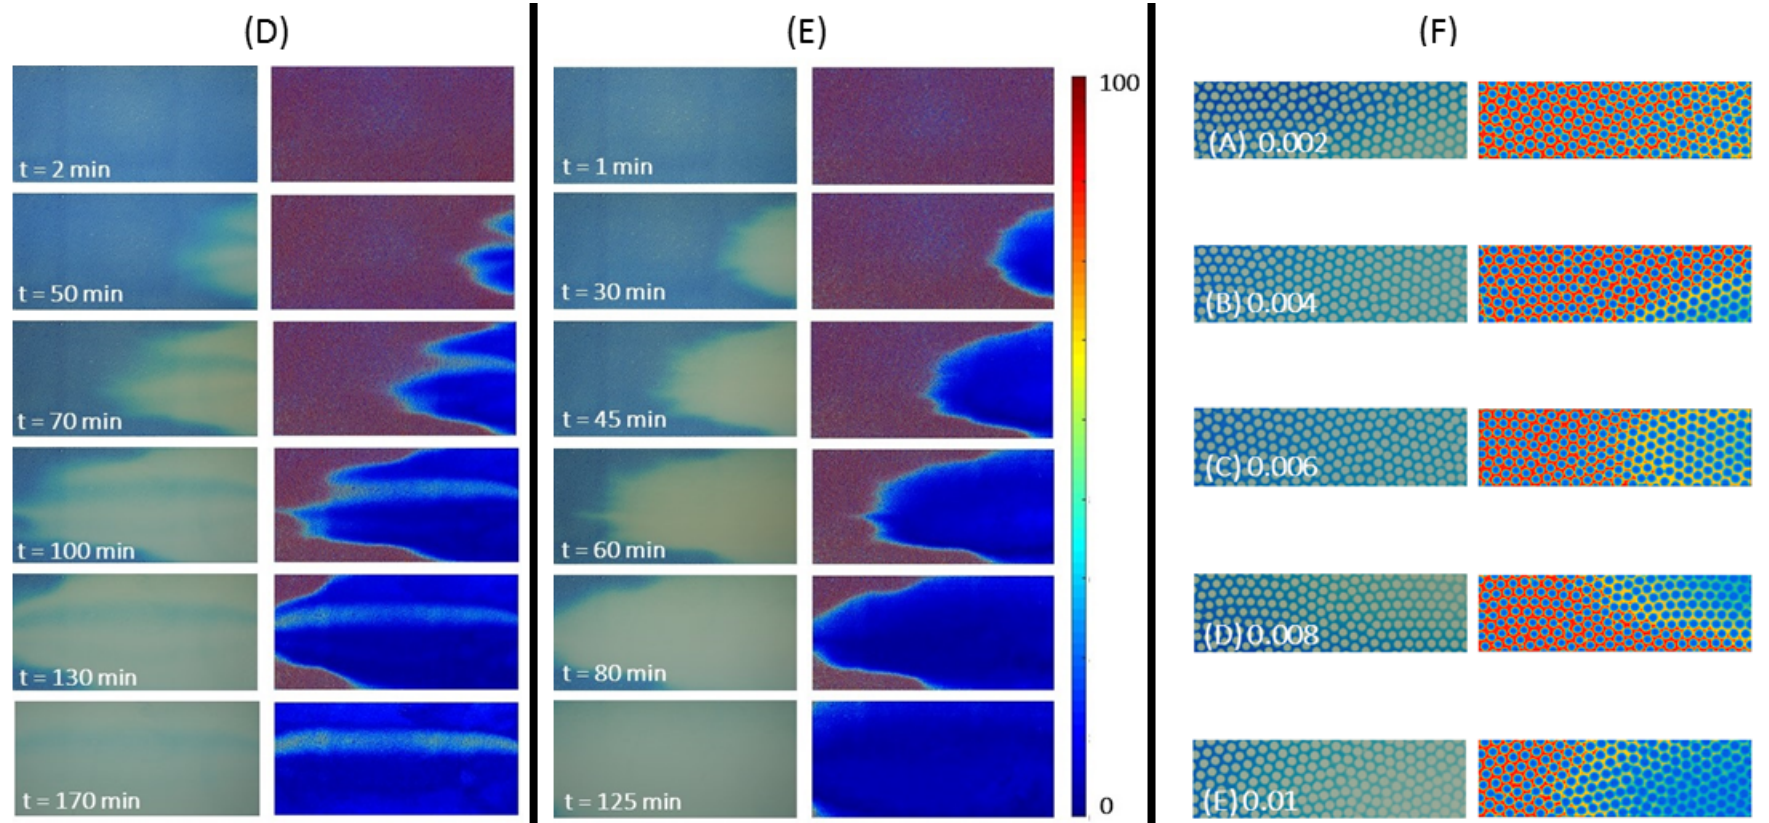 (D)
(E)
(F)
t = 2 min
t = 50 min
t = 70 min
t = 100 min
t = 130 min
t = 170 min
t = 1 min
t = 30 min
t = 45 min
t = 60 min
t = 80 min
t = 125 min
100
0
(A) 0.002
(B) 0.004
(C) 0.006
(D) 0.008
(E) 0.01